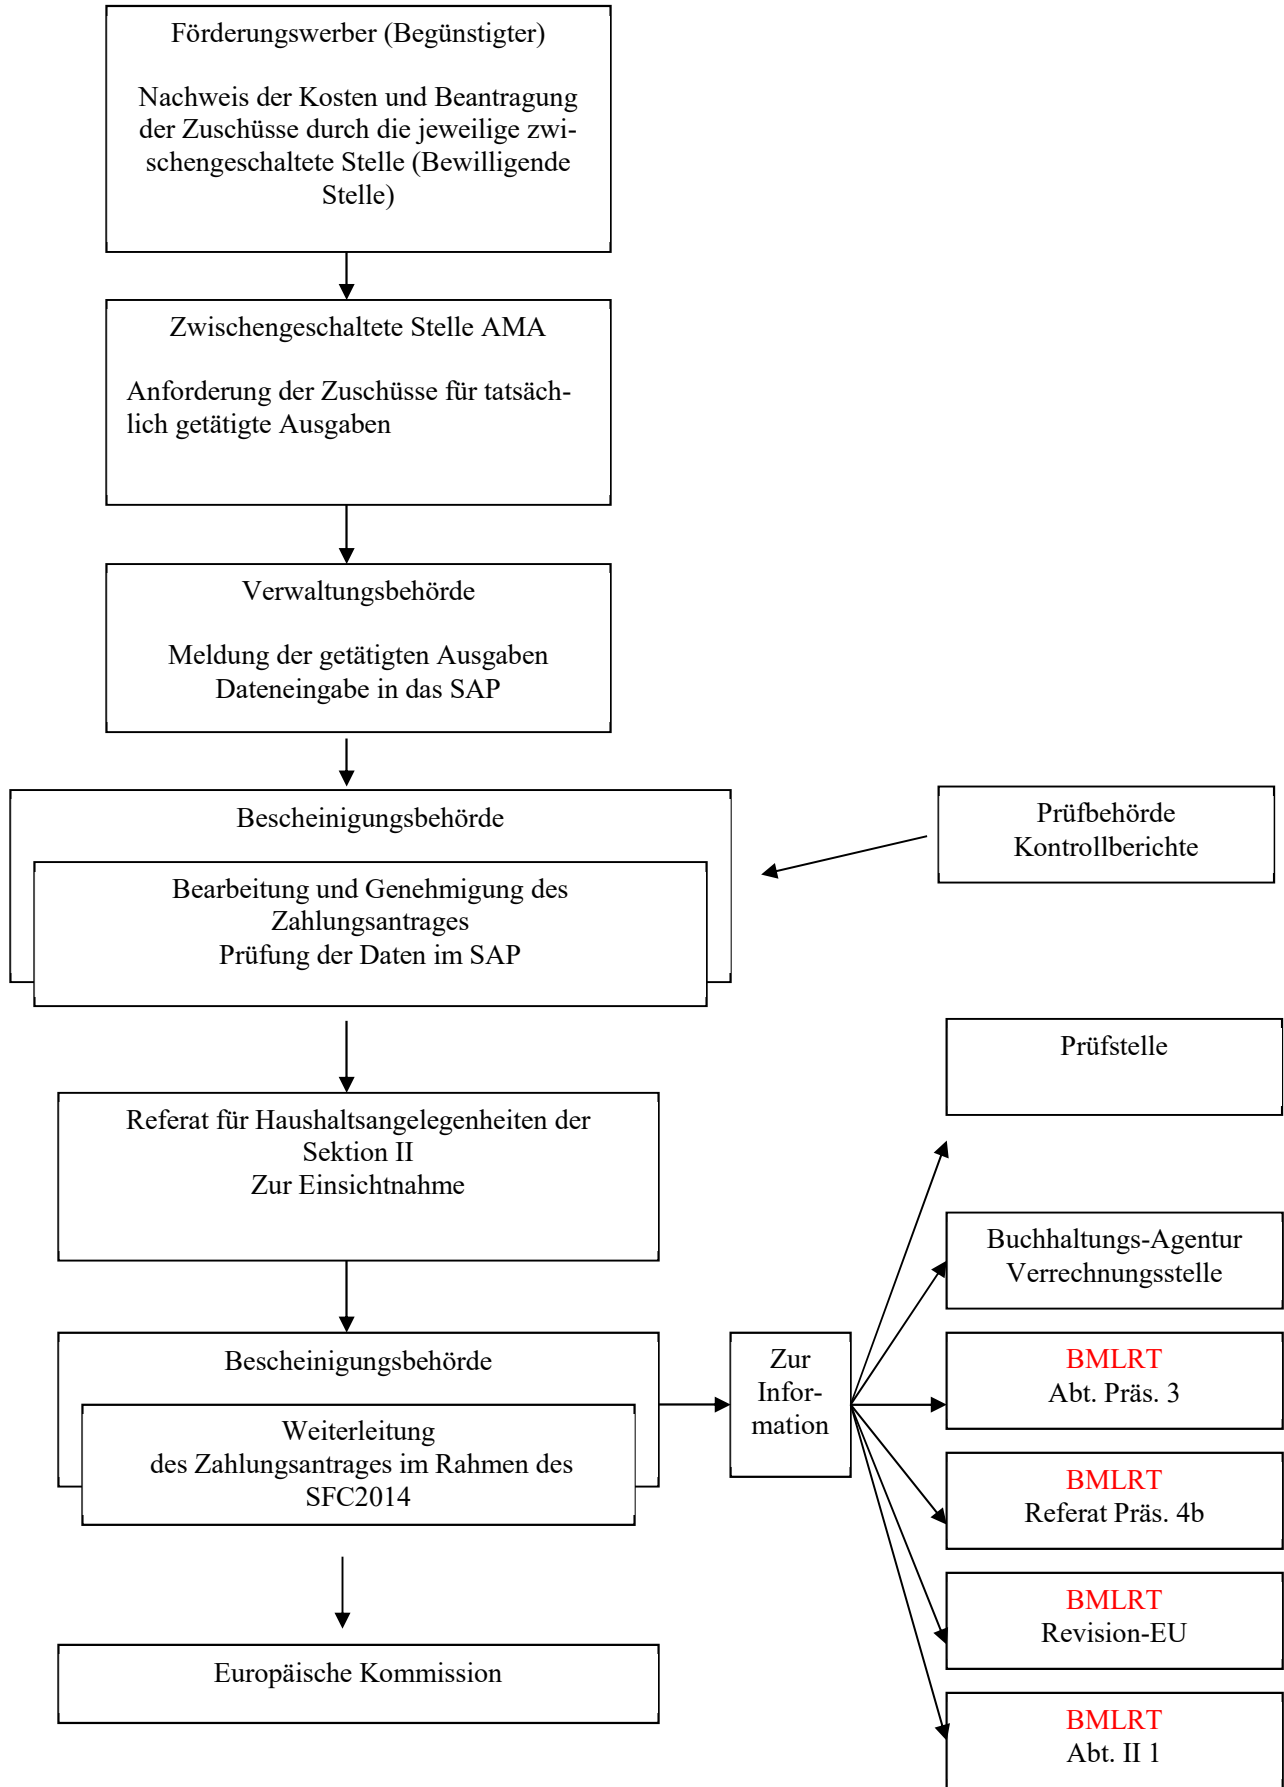 Förderungswerber (Begünstigter)
Nachweis der Kosten und Beantragung
der Zuschüsse durch die jeweilige zwi-
schengeschaltete Stelle (Bewilligende
Stelle)
Zwischengeschaltete Stelle AMA
Anforderung der Zuschüsse für tatsäch-
lich getätigte Ausgaben
Verwaltungsbehörde
Meldung der getätigten Ausgaben
Dateneingabe in das SAP
Bescheinigungsbehörde
Bearbeitung und Genehmigung des
Zahlungsantrages
Prüfung der Daten im SAP
Prüfbehörde
Kontrollberichte
Referat für Haushaltsangelegenheiten der
Sektion II
Zur Einsichtnahme
Bescheinigungsbehörde
Weiterleitung
des Zahlungsantrages im Rahmen des
SFC2014
Europäische Kommission
Zur
Infor-
mation
Prüfstelle
Buchhaltungs-Agentur
Verrechnungsstelle
BMLRT
Abt. Präs. 3
BMLRT
Referat Präs. 4b
BMLRT
Revision-EU
BMLRT
Abt. II 1